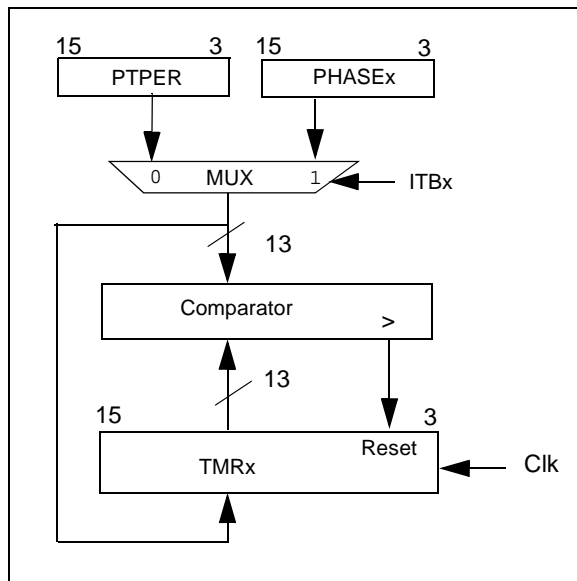 15 3 15 3
PTPER PHASEx
0 MUX 1 ITBx
13
Comparator
>
13
15 3
Reset
TMRx Clk